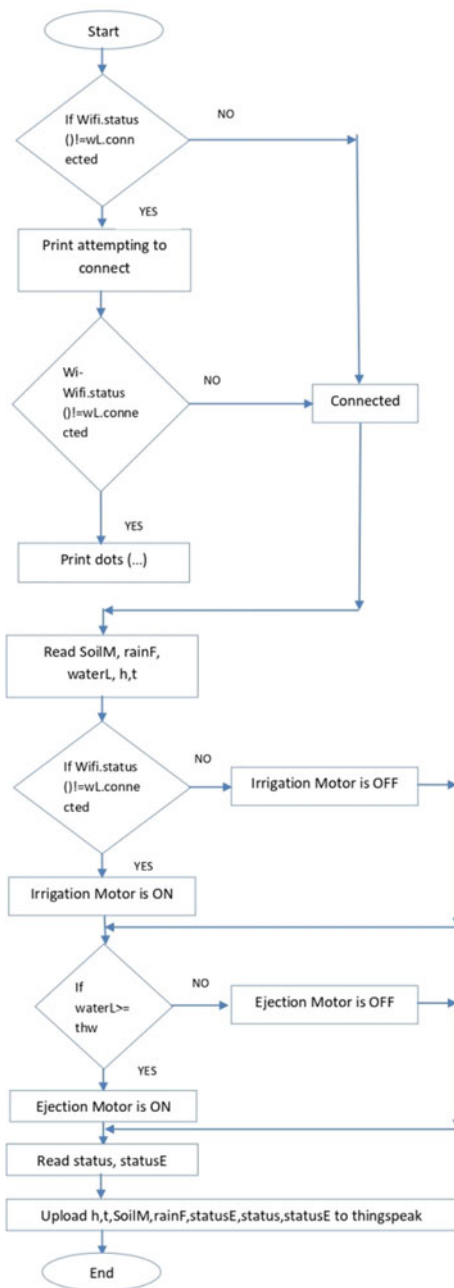 Start
If Wifi.status
()!=wL.conn
ected
NO
YES
Print attempting to
connect
Wi-
Wifi.status
()!=wL.conne
cted
NO
Connected
YES
Print dots (...)
Read SoilM, rainF,
waterL, h,t
If Wifi.status
()!=wL.conne
cted
NO
Irrigation Motor is OFF
YES
Irrigation Motor is ON
If
waterL>=
thw
NO
Ejection Motor is OFF
YES
Ejection Motor is ON
Read status, statusE
Upload h,t,SoilM,rainF,statusE,status,statusE to thingspeak
End